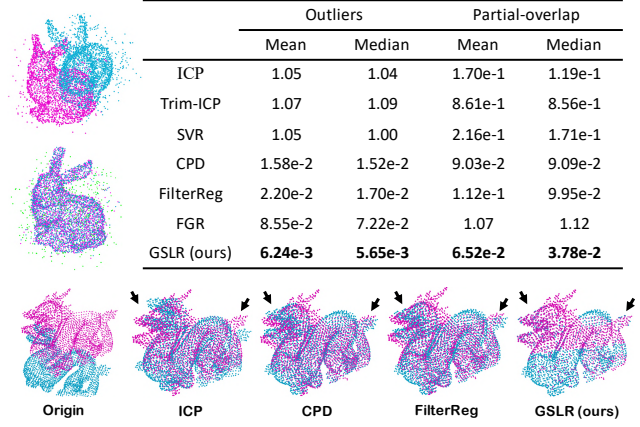 Outliers Partial-overlap
Mean Median Mean Median
ICP 1.05 1.04 1.70e-1 1.19e-1
Trim-ICP 1.07 1.09 8.61e-1 8.56e-1
SVR 1.05 1.00 2.16e-1 1.71e-1
CPD 1.58e-2 1.52e-2 9.03e-2 9.09e-2
FilterReg 2.20e-2 1.70e-2 1.12e-1 9.95e-2
FGR 8.55e-2 7.22e-2 1.07 1.12
GSLR (ours) 6.24e-3 5.65e-3 6.52e-2 3.78e-2
Origin ICP CPD FilterReg GSLR (ours)